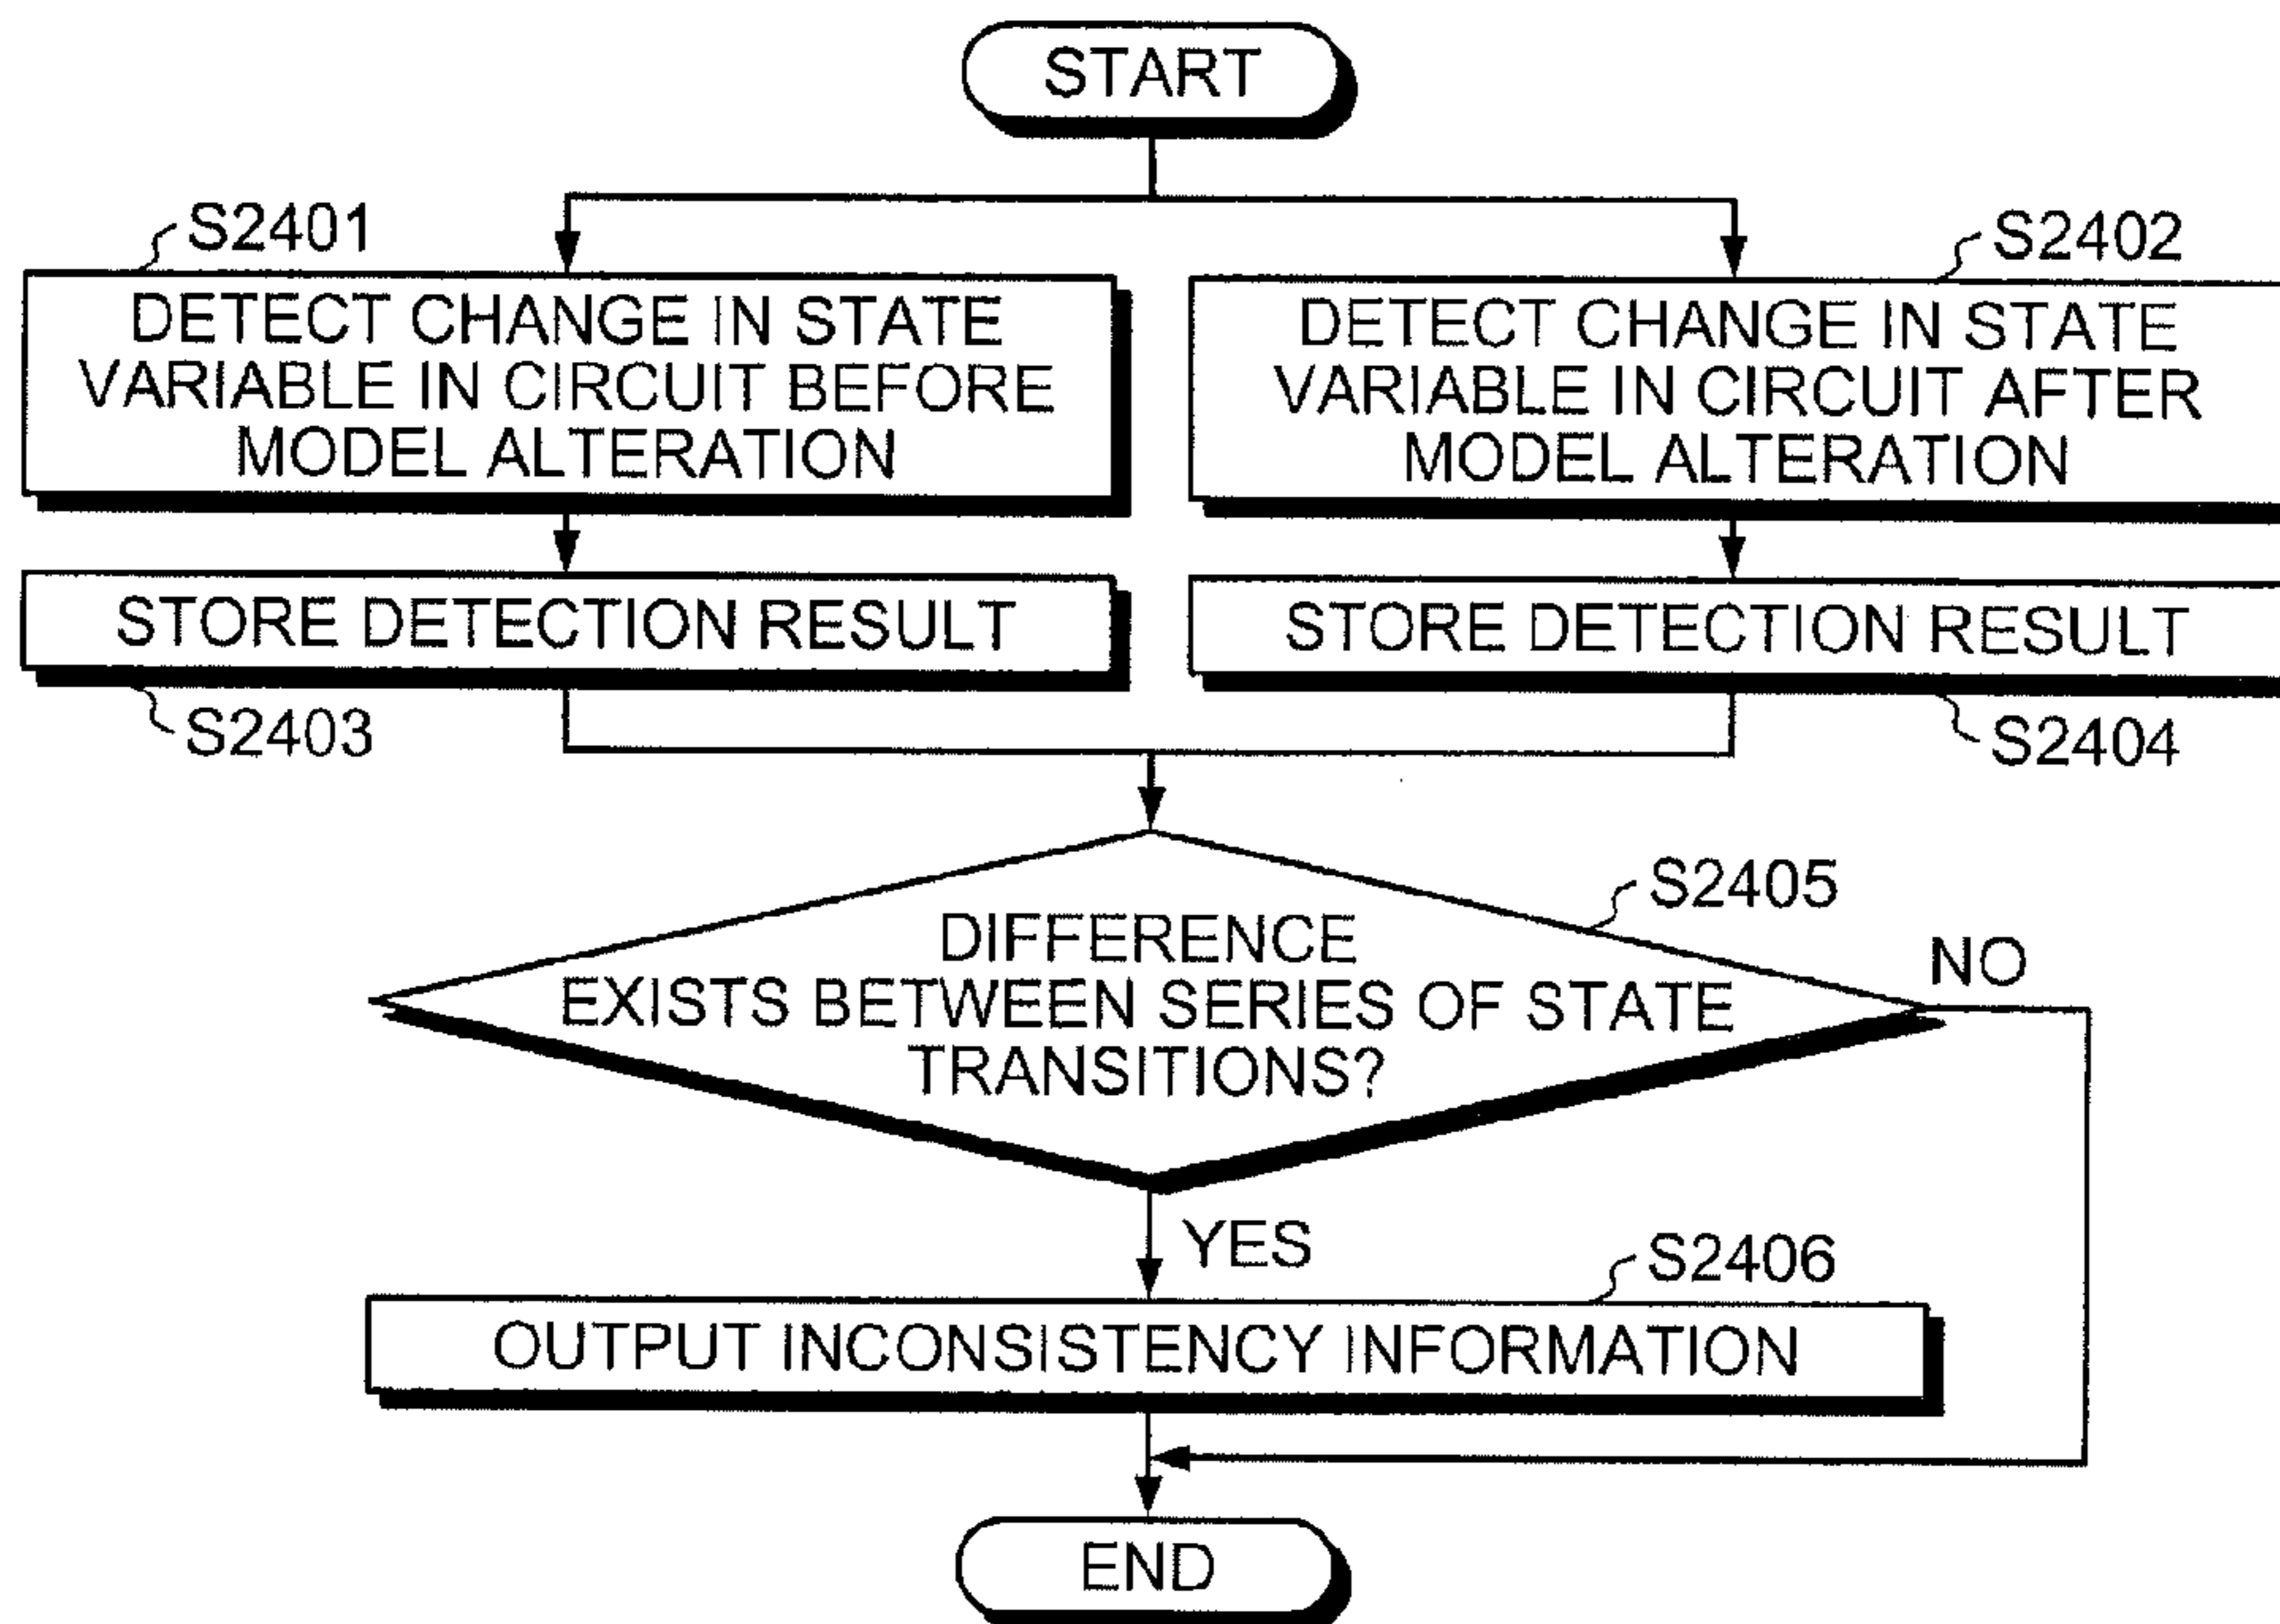 START
S2401
DETECT CHANGE IN STATE
VARIABLE IN CIRCUIT BEFORE
MODEL ALTERATION
S2402
DETECT CHANGE IN STATE
VARIABLE IN CIRCUIT AFTER
MODEL ALTERATION
STORE DETECTION RESULT
S2403
STORE DETECTION RESULT
S2404
S2405
DIFFERENCE
EXISTS BETWEEN SERIES OF STATE
TRANSITIONS?
NO
YES
S2406
OUTPUT INCONSISTENCY INFORMATION
END